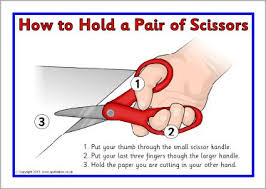 How to Hold a Pair of Scissors
1
2
3
1. Put your thumb through the small scissor handle.
2. Put your last three fingers though the larger handle.
3. Hold the paper you are cutting in your other hand.